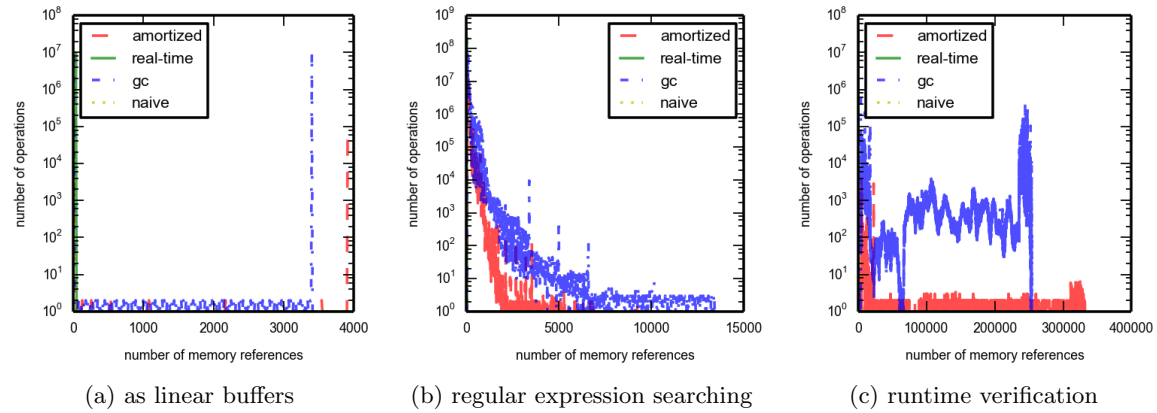 number of operations
10^8
10^7
10^6
10^5
10^4
10^3
10^2
10^1
10^0
amortized
real-time
gc
naive
0
1000
2000
3000
4000
number of memory references
(a) as linear buffers
number of operations
10^9
10^8
10^7
10^6
10^5
10^4
10^3
10^2
10^1
10^0
amortized
real-time
gc
naive
0
5000
10000
15000
number of memory references
(b) regular expression searching
number of operations
10^8
10^7
10^6
10^5
10^4
10^3
10^2
10^1
10^0
amortized
real-time
gc
naive
0
100000
200000
300000
400000
number of memory references
(c) runtime verification